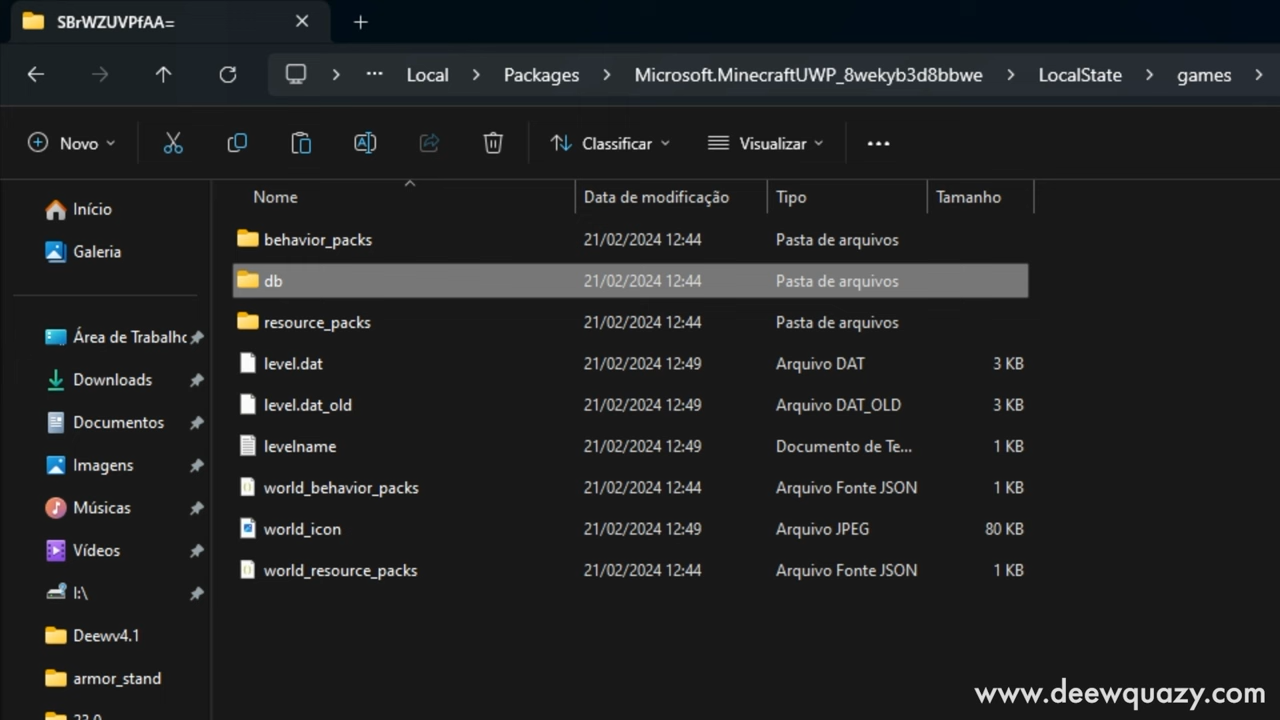 SBrWZUVPfAA=
Local > Packages > Microsoft.MinecraftUWP_8wekyb3d8bbwe > LocalState > games >
Novo
Classificar
Visualizar
Nome Data de modificação Tipo Tamanho
Início
Galeria
Área de Trabalho
Downloads
Documentos
Imagens
Músicas
Vídeos
I:\
Deewv4.1
armor_stand
behavior_packs 21/02/2024 12:44 Pasta de arquivos
db 21/02/2024 12:44 Pasta de arquivos
resource_packs 21/02/2024 12:44 Pasta de arquivos
level.dat 21/02/2024 12:49 Arquivo DAT 3 KB
level.dat_old 21/02/2024 12:49 Arquivo DAT_OLD 3 KB
levelname 21/02/2024 12:49 Documento de Te... 1 KB
world_behavior_packs 21/02/2024 12:44 Arquivo Fonte JSON 1 KB
world_icon 21/02/2024 12:49 Arquivo JPEG 80 KB
world_resource_packs 21/02/2024 12:44 Arquivo Fonte JSON 1 KB
www.deewquazy.com